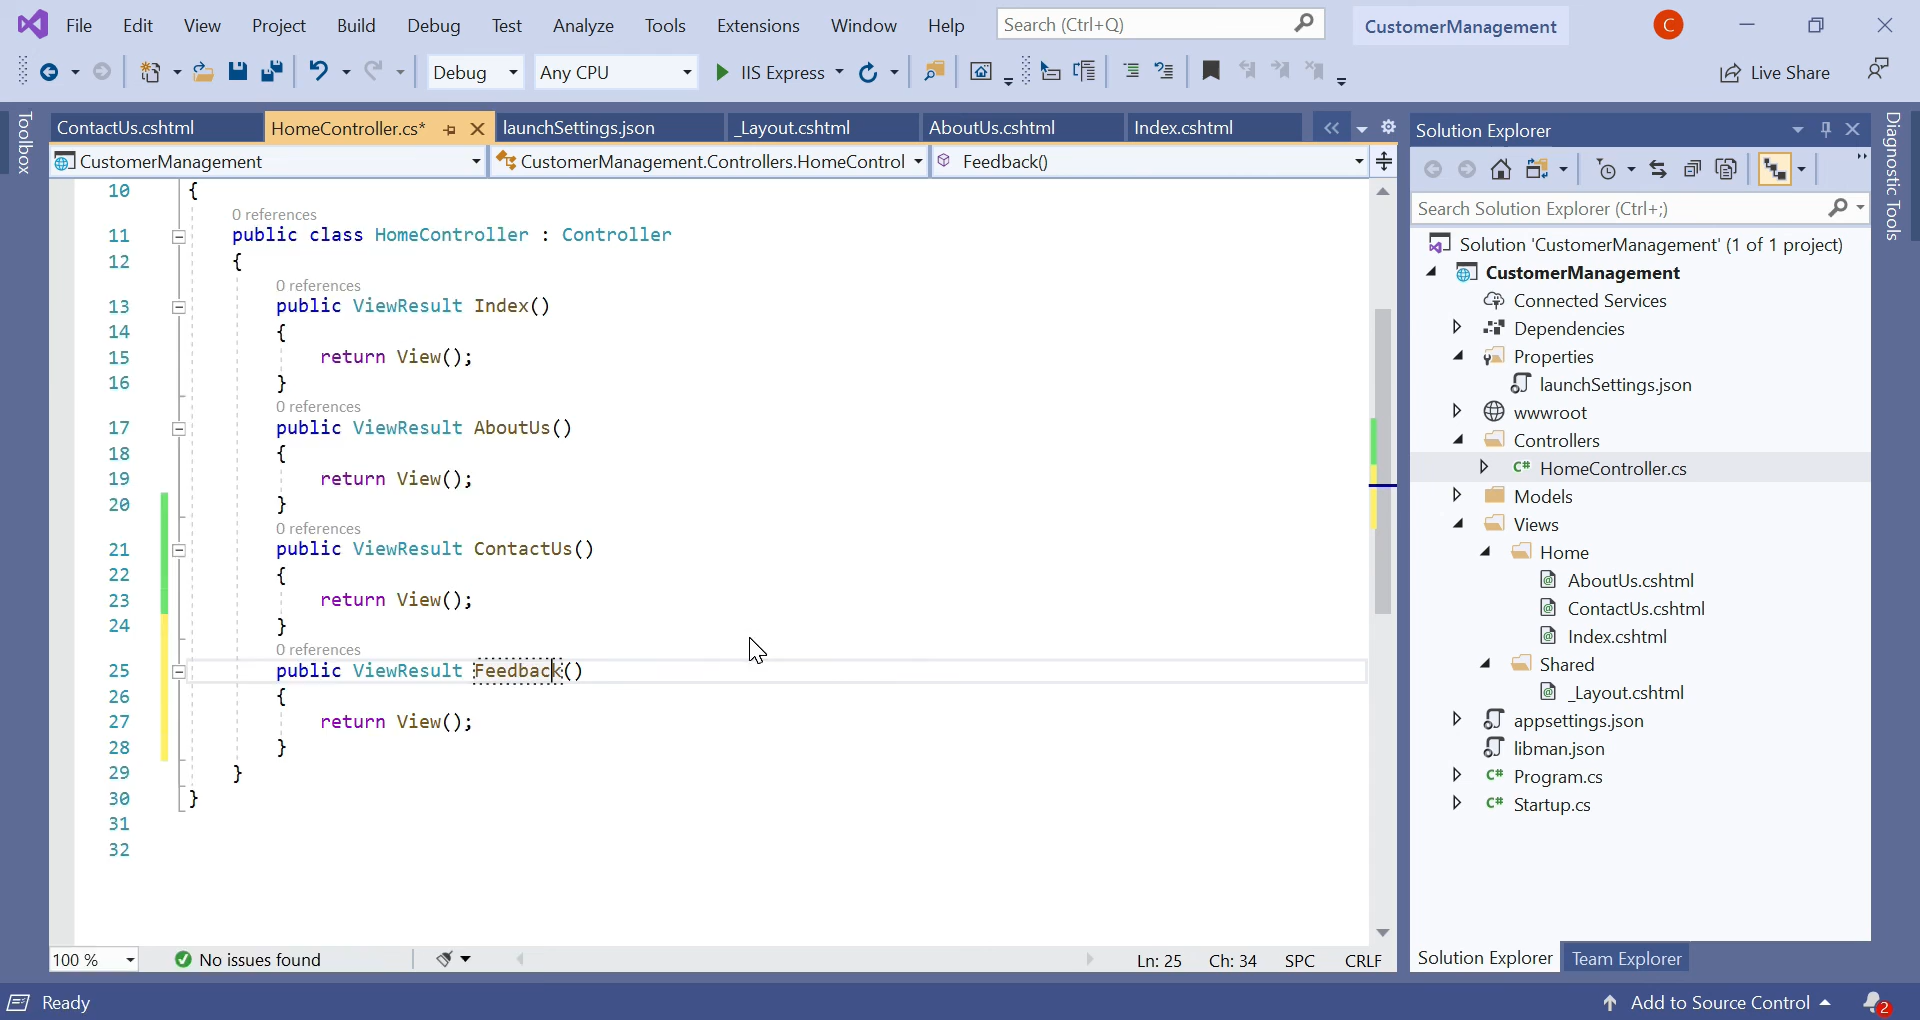 File Edit View Project Build Debug Test Analyze Tools Extensions Window Help Search (Ctrl+Q) CustomerManagement C
Debug Any CPU IIS Express Live Share
Toolbox
ContactUs.cshtml HomeController.cs* launchSettings.json _Layout.cshtml AboutUs.cshtml Index.cshtml
CustomerManagement CustomerManagement.Controllers.HomeControl Feedback()
10 {
0 references
11 public class HomeController : Controller
12 {
0 references
13 public ViewResult Index()
14 {
15 return View();
16 }
0 references
17 public ViewResult AboutUs()
18 {
19 return View();
20 }
0 references
21 public ViewResult ContactUs()
22 {
23 return View();
24 }
0 references
25 public ViewResult Feedback()
26 {
27 return View();
28 }
29 }
30 }
31
32
100 % No issues found Ln: 25 Ch: 34 SPC CRLF
Solution Explorer
Search Solution Explorer (Ctrl+;)
Solution 'CustomerManagement' (1 of 1 project)
CustomerManagement
Connected Services
Dependencies
Properties
launchSettings.json
wwwroot
Controllers
C# HomeController.cs
Models
Views
Home
AboutUs.cshtml
ContactUs.cshtml
Index.cshtml
Shared
_Layout.cshtml
appsettings.json
libman.json
C# Program.cs
C# Startup.cs
Solution Explorer Team Explorer
Diagnostic Tools
Ready Add to Source Control 2